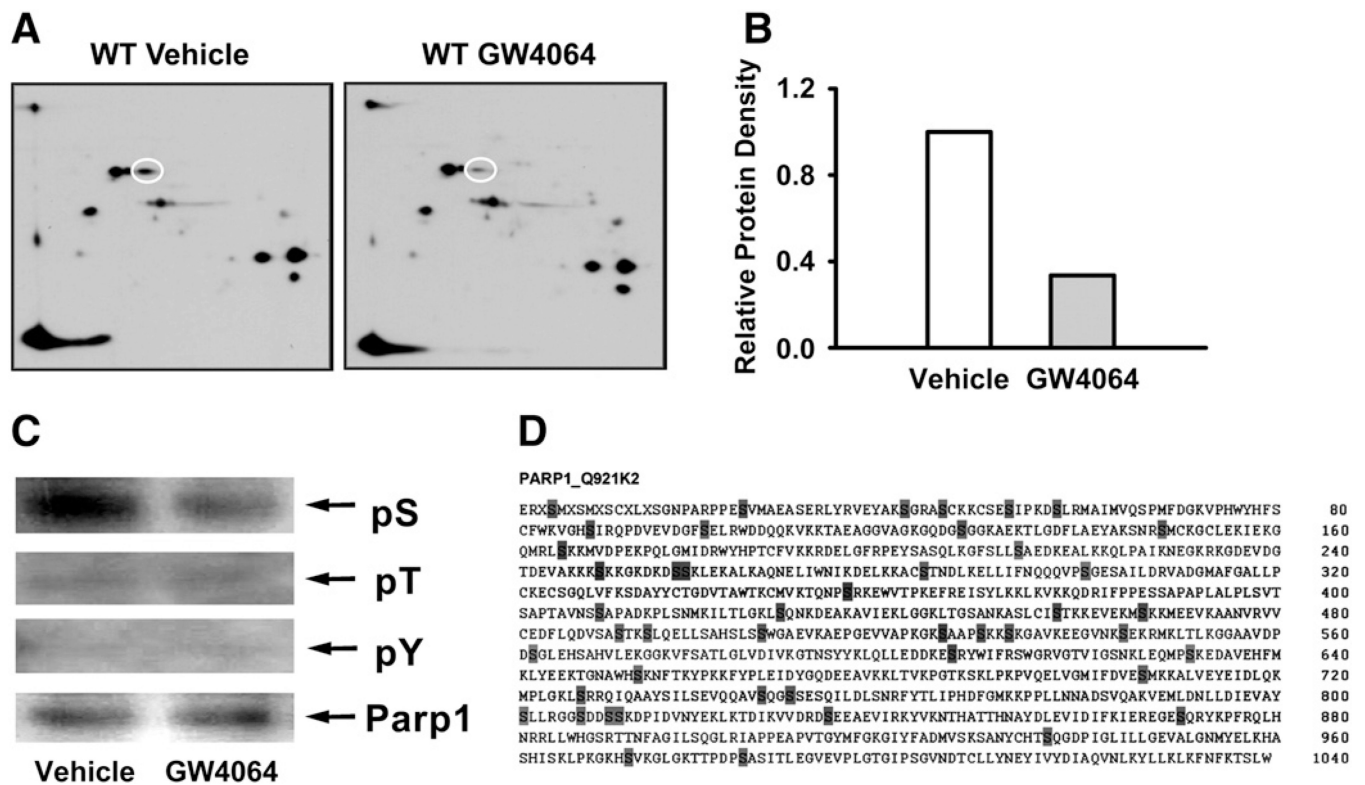 A
WT Vehicle
WT GW4064
B
Relative Protein Density
1.2
0.8
0.4
0.0
Vehicle GW4064
C
pS
pT
pY
Parp1
Vehicle GW4064
D
PARP1_Q921K2
ERXSMXSMXSCXLXSGNPARPPESVMAEASERLYRVEYAKSGRASCKKCSESIPKDSLRMAIMVQSPMFDGKVPHWYHFS 80
CFWKVGHSIRQPDVEVDGFSELRWDDQQKVKKTAEAGGVAGKGQDGSGGKAEKTLGDFLAEYAKSNRSMCKGCLEKIEKG 160
QMRLSKKMVDPEKPQLGMIDRWYHPTCFVKKRDELGFRPEYSASQLKGFSLLSAEDKEALKKQLPAIKNEGKRKGDEVDG 240
TDEVAKKKSKKGKDKDSSKLEKALKAQNELIWNIKDELKKACSTNDLKELLIFNQQQVPSGESAILDRVADGMAFGALLP 320
CKECSGQLVFKSDAYYCTGDVTAWTKCMVKTQNPSRKEWVTPKEFREISYLKKLKVKKQDRIFPPESSAPAPLALPLSVT 400
SAPTAVNSSAPADKPLSNMKILTLGKLSQNKDEAKAVIEKLGGKLTGSANKASLCISTKKEVEKMSKKMEEVKAANVRVV 480
CEDFLQDVSASTKSLQELLSAHSLSSWGAEVKAEPGEVVAPKGKSAAPSKKSKGAVKEEGVNKSEKRMKLTLKGGAAVDP 560
DSGLEHSAHVLEKGGKVFSATLGLVDIVKGTNSYYKLQLLEDDKESRYWIFRSWGRVGTVIGSNKLEQMPSKEDAVEHFM 640
KLYEEKTGNAWHSKNFTKYPKKFYPLEIDYGQDEEAVKKLTVKPGTKSKLPKPVQELVGMIFDVESMKKALVEYEIDLQK 720
MPLGKLSRRQIQAAYSILSEVQQAVSQGSSESQILDLSNRFYTLIPHDFGMKKPPLLNNADSVQAKVEMLDNLLDIEVAY 800
SLLRGGSDDSSKDPIDVNYEKLKTDIKVVDRDSEEAEVIRKYVKNTHATTHNAYDLEVIDIFKIEREGESQRYKPFRQLH 880
NRRLLWHGSRTTNFAGILSQGLRIAPPEAPVTGYMFGKGIYFADMVSKSANYCHTSQGDPIGLILLGEVALGNMYELKHA 960
SHISKLPKGKHSVKGLGKTTPDPSASITLEGVEVPLGTGIPSGVNDTCLLYNEYIVYDIAQVNLKYLLKLKFNFKTSLW 1040